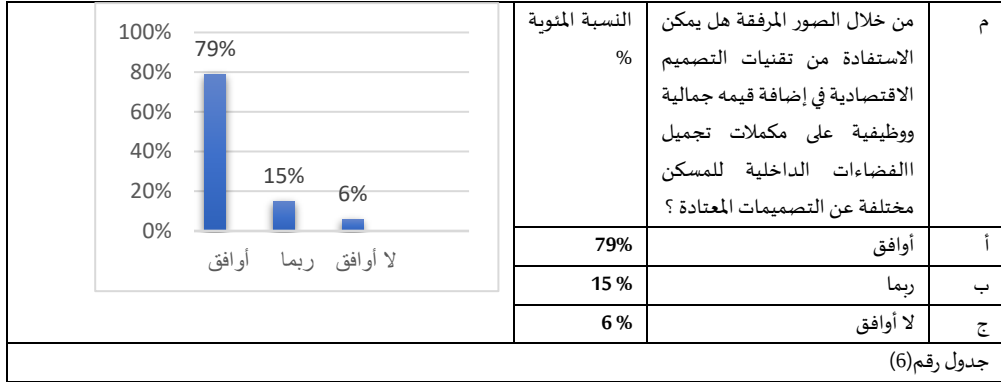 م
من خلال الصور المرفقة هل يمكن
الاستفادة من تقنيات التصميم
الاقتصادية في إضافة قيمه جمالية
ووظيفية على مكملات تجميل
االفضاءات الداخلية للمسكن
مختلفة عن التصميمات المعتادة ؟
النسبة المئوية
%
أ
أوافق
79%
ب
ربما
15 %
ج
لا أوافق
6 %
100%
80%
60%
40%
20%
0%
79%
15%
6%
أوافق
ربما
لا أوافق
جدول رقم(6)